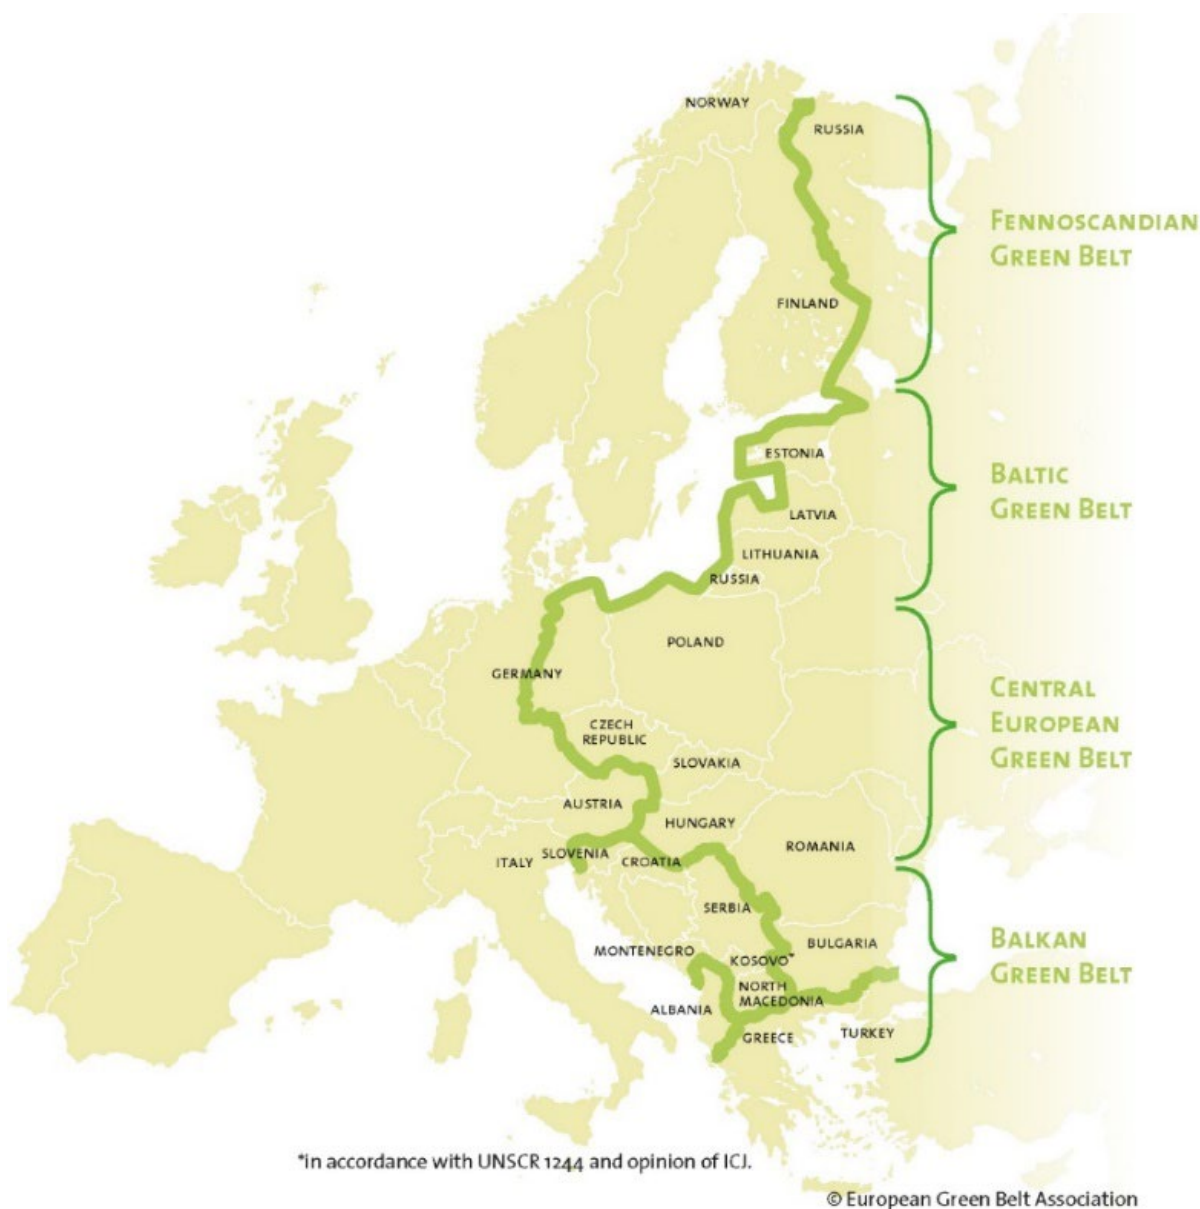 NORWAY
RUSSIA
FENNOSCANDIAN
GREEN BELT
FINLAND
ESTONIA
BALTIC
GREEN BELT
LATVIA
LITHUANIA
RUSSIA
POLAND
GERMANY
CENTRAL
EUROPEAN
GREEN BELT
CZECH
REPUBLIC
SLOVAKIA
AUSTRIA
HUNGARY
ROMANIA
ITALY
SLOVENIA
CROATIA
SERBIA
BULGARIA
BALKAN
GREEN BELT
MONTENEGRO
KOSOVO*
NORTH
MACEDONIA
ALBANIA
GREECE
TURKEY
*in accordance with UNSCR 1244 and opinion of ICJ.
© European Green Belt Association